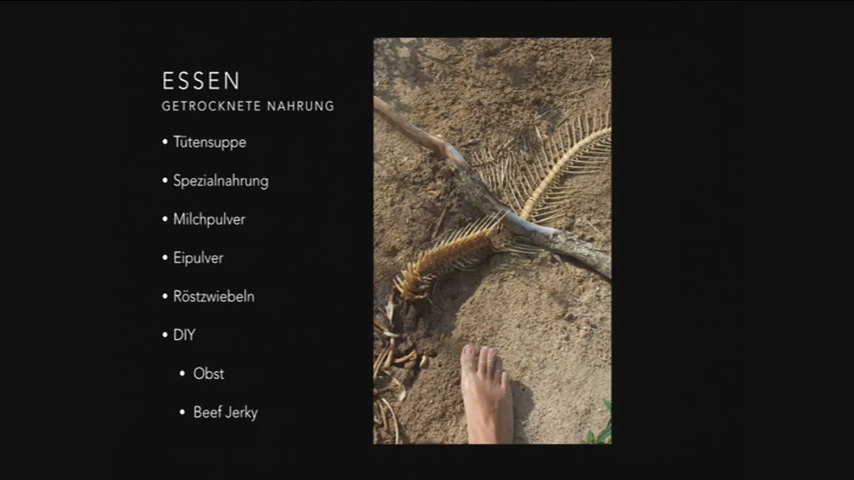 ESSEN
GETROCKNETE NAHRUNG
• Tütensuppe
• Spezialnahrung
• Milchpulver
• Eipulver
• Röstzwiebeln
• DIY
• Obst
• Beef Jerky